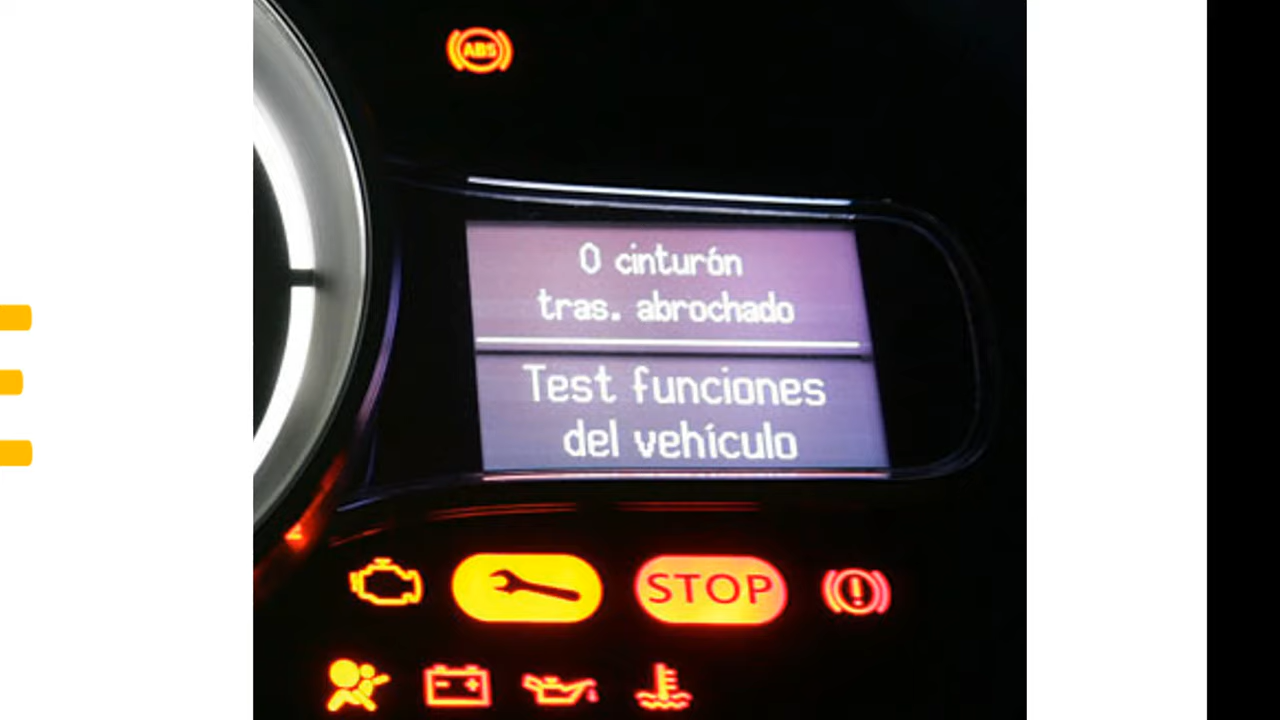 ABS
0 cinturón
tras. abrochado
Test funciones
del vehículo
STOP